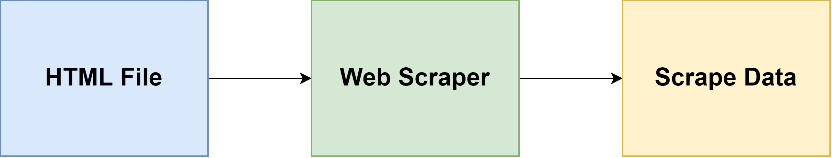 HTML File
Web Scraper
Scrape Data